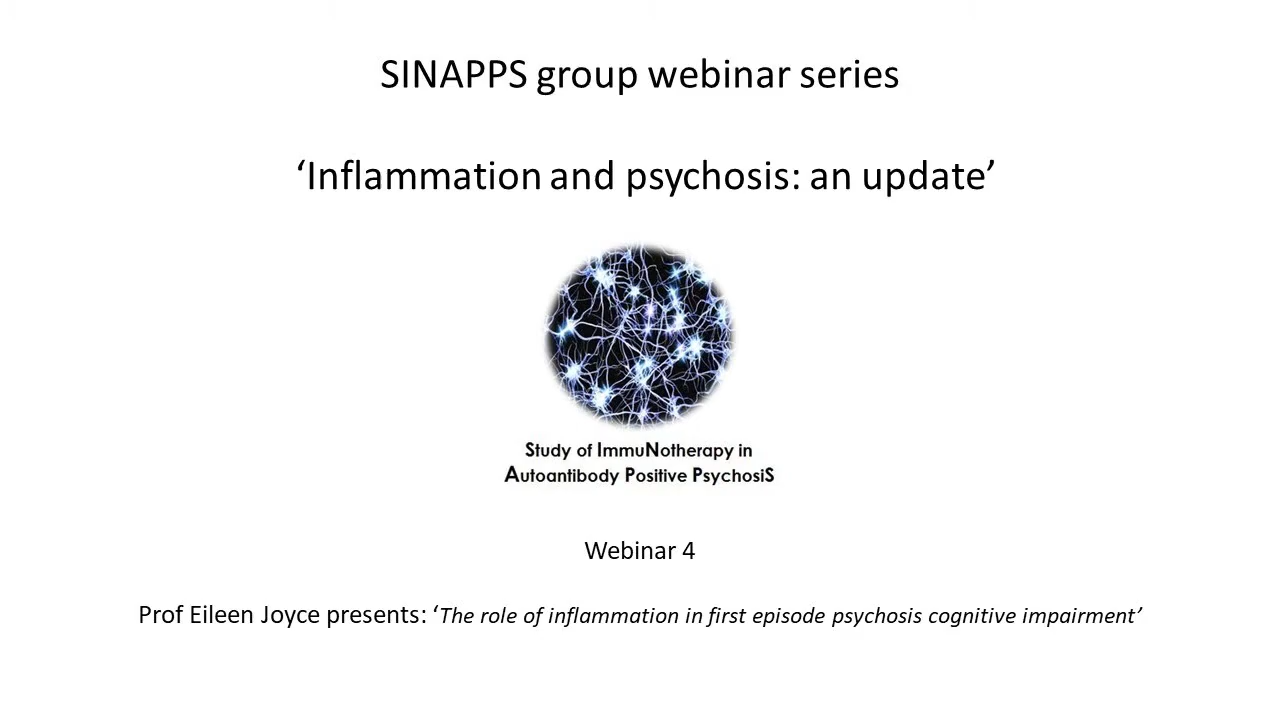 SINAPPS group webinar series
‘Inflammation and psychosis: an update’
Study of ImmuNotherapy in
Autoantibody Positive PsychosiS
Webinar 4
Prof Eileen Joyce presents: ‘The role of inflammation in first episode psychosis cognitive impairment’